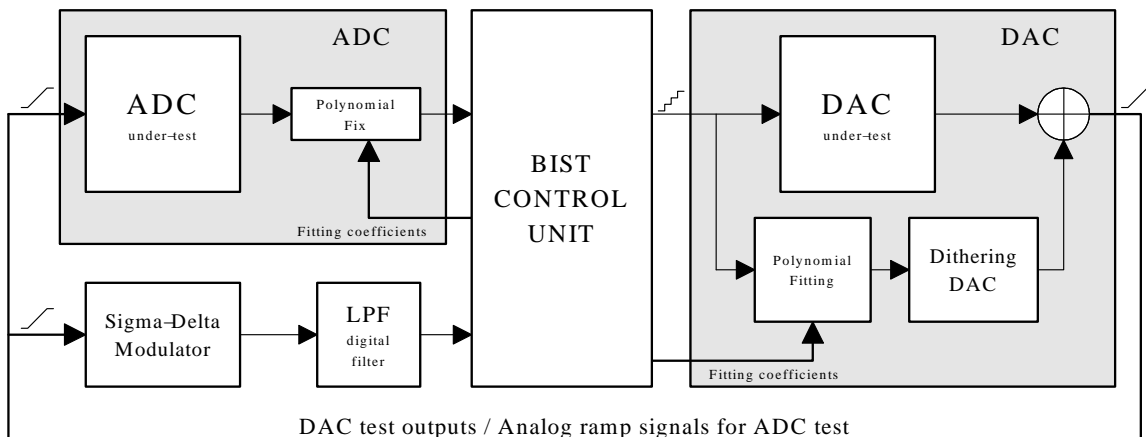 ADC
ADC
under-test
Polynomial
Fix
Fitting coefficients
Sigma-Delta
Modulator
LPF
digital
filter
BIST
CONTROL
UNIT
DAC
DAC
under-test
Polynomial
Fitting
Dithering
DAC
Fitting coefficients
DAC test outputs / Analog ramp signals for ADC test